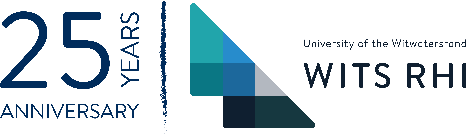 25 YEARS
ANNIVERSARY
University of the Witwatersrand
WITS RHI